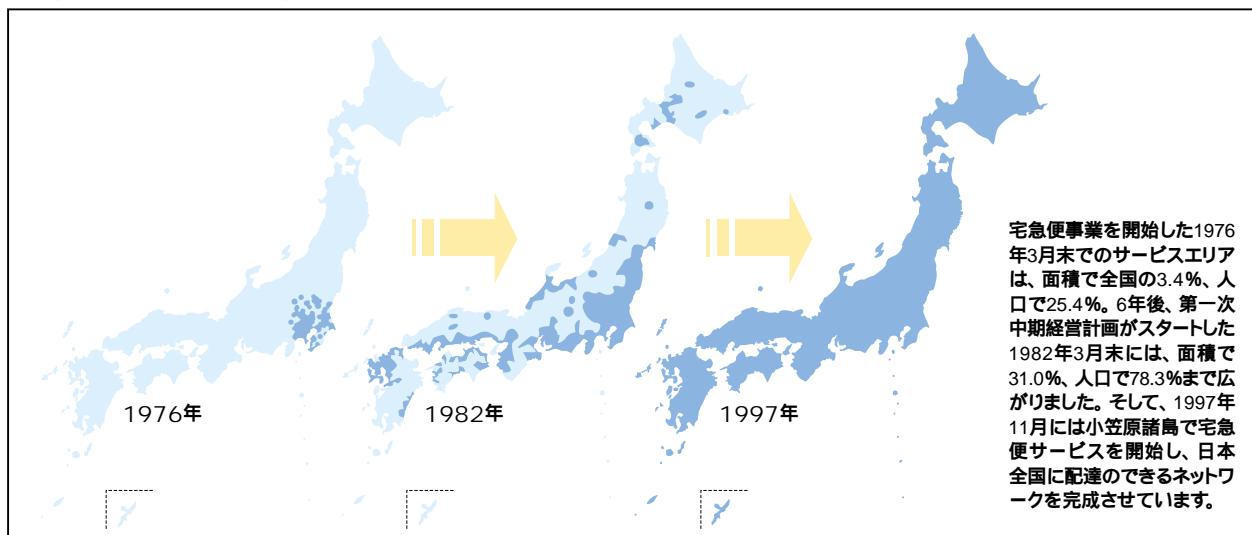 1976年
1982年
1997年
宅急便事業を開始した1976
年3月末でのサービスエリア
は、面積で全国の3.4%、人
口で25.4%。6年後、第一次
中期経営計画がスタートした
1982年3月末には、面積で
31.0%、人口で78.3%まで広
がりました。そして、1997年
11月には小笠原諸島で宅急
便サービスを開始し、日本
全国に配達のできるネットワ
ークを完成させています。